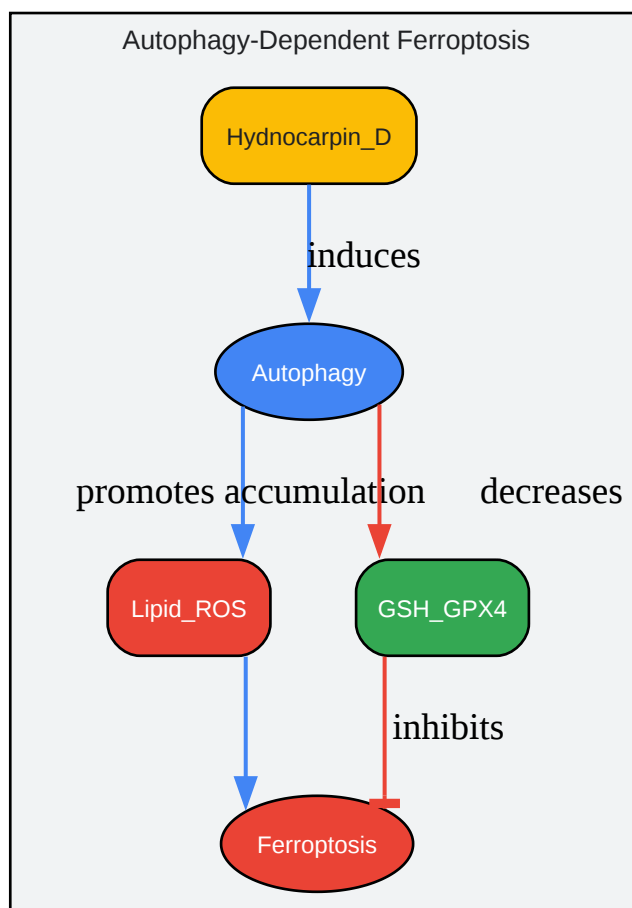 Autophagy-Dependent Ferroptosis
Hydnocarpin_D
induces
Autophagy
promotes accumulation
decreases
Lipid_ROS
GSH_GPX4
inhibits
Ferroptosis